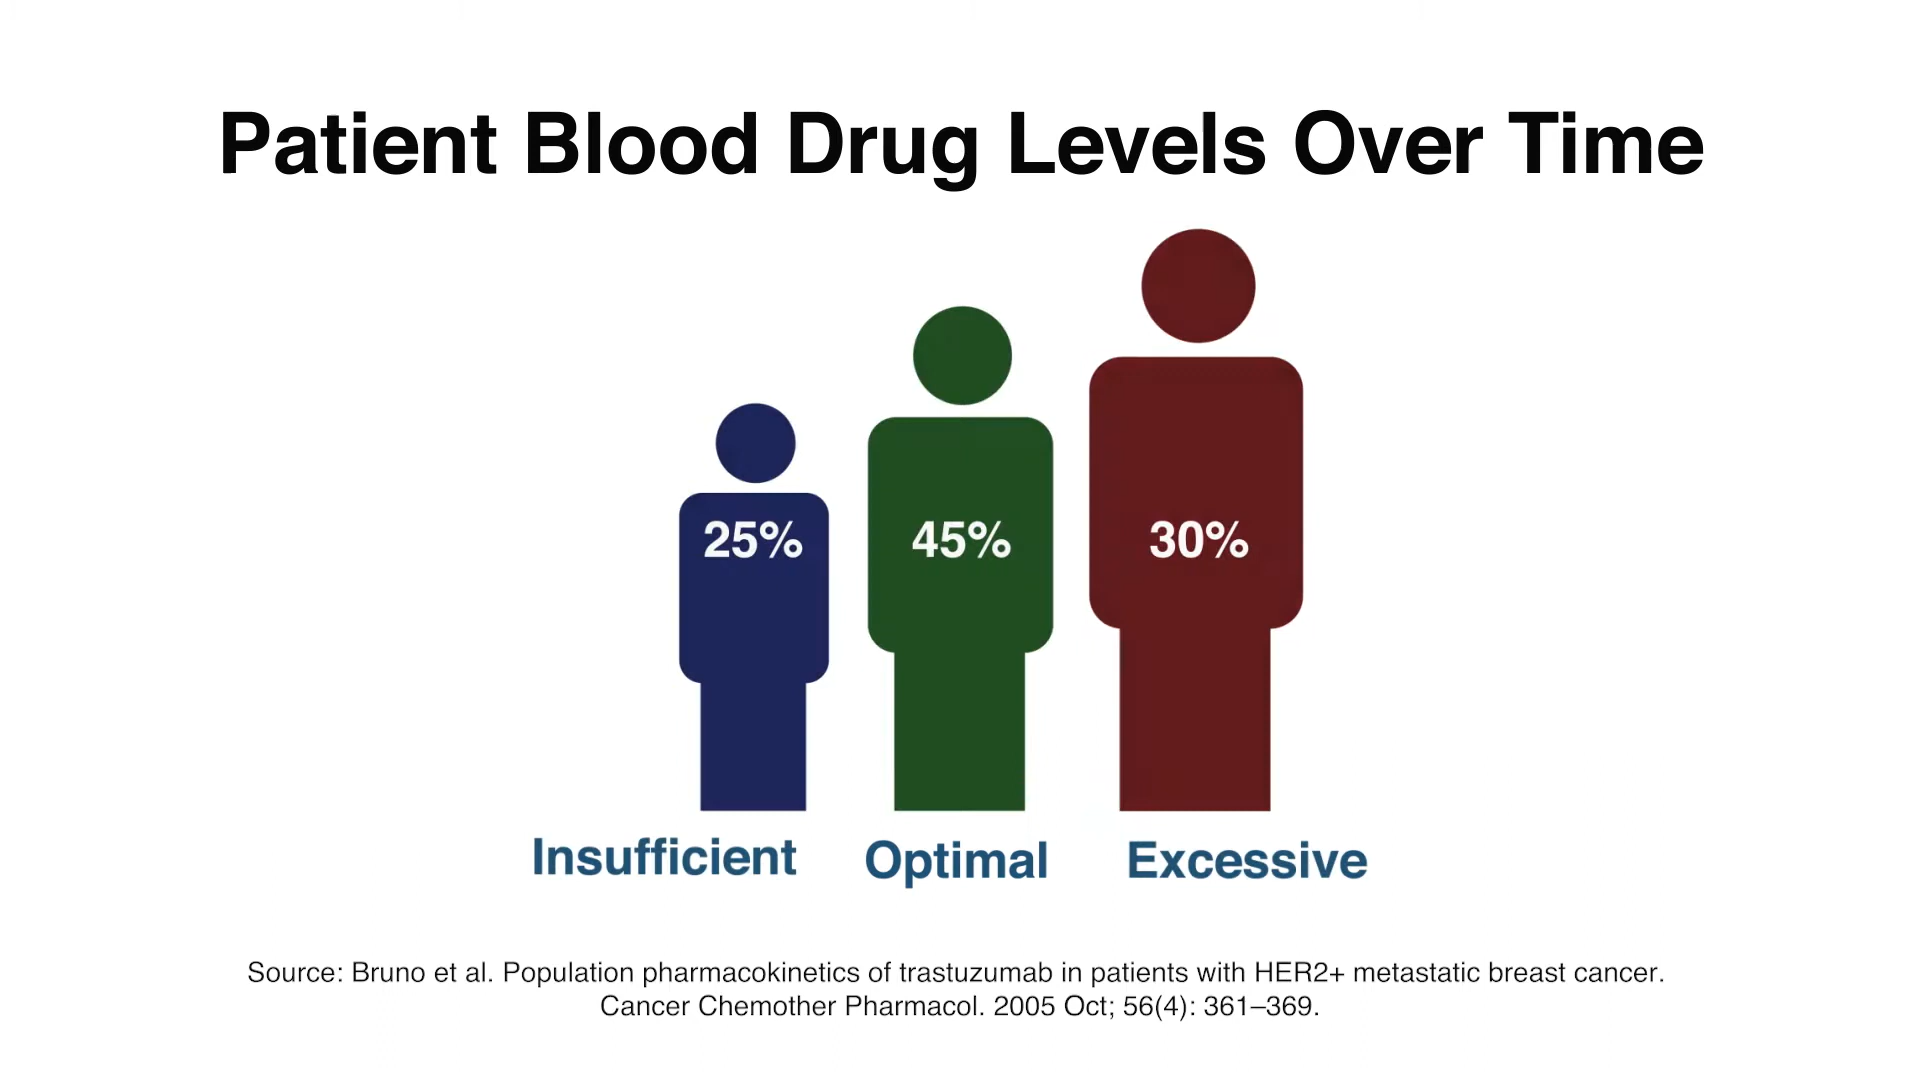 Patient Blood Drug Levels Over Time
25%
45%
30%
Insufficient
Optimal
Excessive
Source: Bruno et al. Population pharmacokinetics of trastuzumab in patients with HER2+ metastatic breast cancer.
Cancer Chemother Pharmacol. 2005 Oct; 56(4): 361–369.